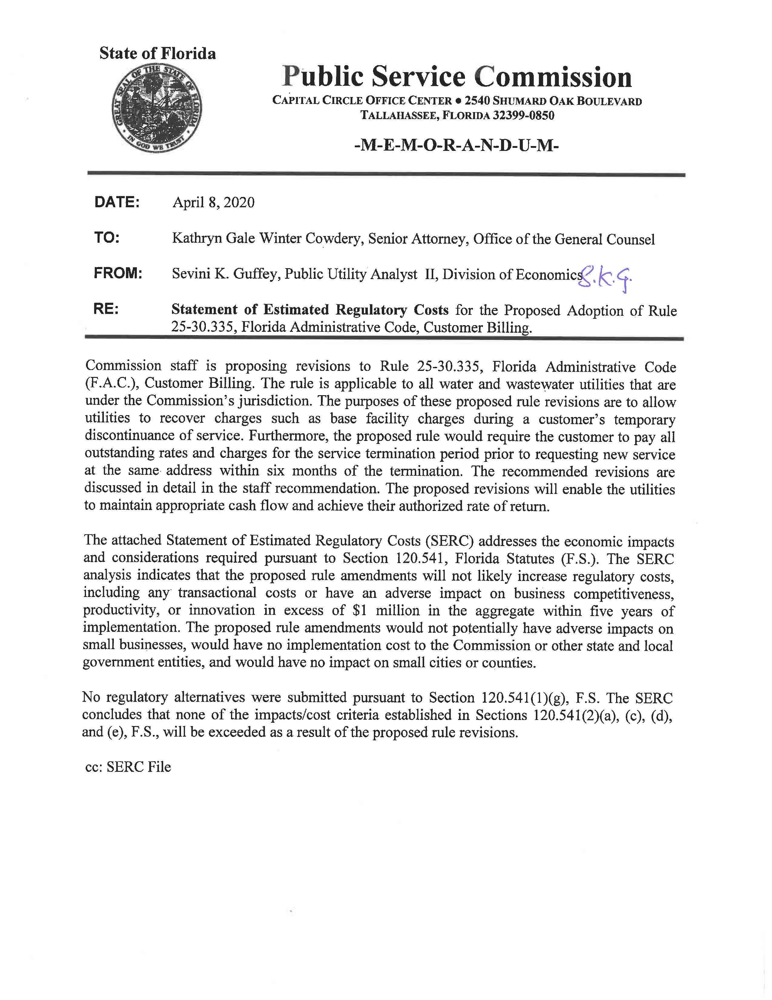 State of Florida
GREAT SEAL OF THE STATE OF FLORIDA
IN GOD WE TRUST
Public Service Commission
CAPITAL CIRCLE OFFICE CENTER ● 2540 SHUMARD OAK BOULEVARD
TALLAHASSEE, FLORIDA 32399-0850
-M-E-M-O-R-A-N-D-U-M-
DATE: April 8, 2020
TO: Kathryn Gale Winter Cowdery, Senior Attorney, Office of the General Counsel
FROM: Sevini K. Guffey, Public Utility Analyst II, Division of Economics S.K.G.
RE: Statement of Estimated Regulatory Costs for the Proposed Adoption of Rule
25-30.335, Florida Administrative Code, Customer Billing.
Commission staff is proposing revisions to Rule 25-30.335, Florida Administrative Code
(F.A.C.), Customer Billing. The rule is applicable to all water and wastewater utilities that are
under the Commission's jurisdiction. The purposes of these proposed rule revisions are to allow
utilities to recover charges such as base facility charges during a customer's temporary
discontinuance of service. Furthermore, the proposed rule would require the customer to pay all
outstanding rates and charges for the service termination period prior to requesting new service
at the same address within six months of the termination. The recommended revisions are
discussed in detail in the staff recommendation. The proposed revisions will enable the utilities
to maintain appropriate cash flow and achieve their authorized rate of return.
The attached Statement of Estimated Regulatory Costs (SERC) addresses the economic impacts
and considerations required pursuant to Section 120.541, Florida Statutes (F.S.). The SERC
analysis indicates that the proposed rule amendments will not likely increase regulatory costs,
including any transactional costs or have an adverse impact on business competitiveness,
productivity, or innovation in excess of $1 million in the aggregate within five years of
implementation. The proposed rule amendments would not potentially have adverse impacts on
small businesses, would have no implementation cost to the Commission or other state and local
government entities, and would have no impact on small cities or counties.
No regulatory alternatives were submitted pursuant to Section 120.541(1)(g), F.S. The SERC
concludes that none of the impacts/cost criteria established in Sections 120.541(2)(a), (c), (d),
and (e), F.S., will be exceeded as a result of the proposed rule revisions.
cc: SERC File